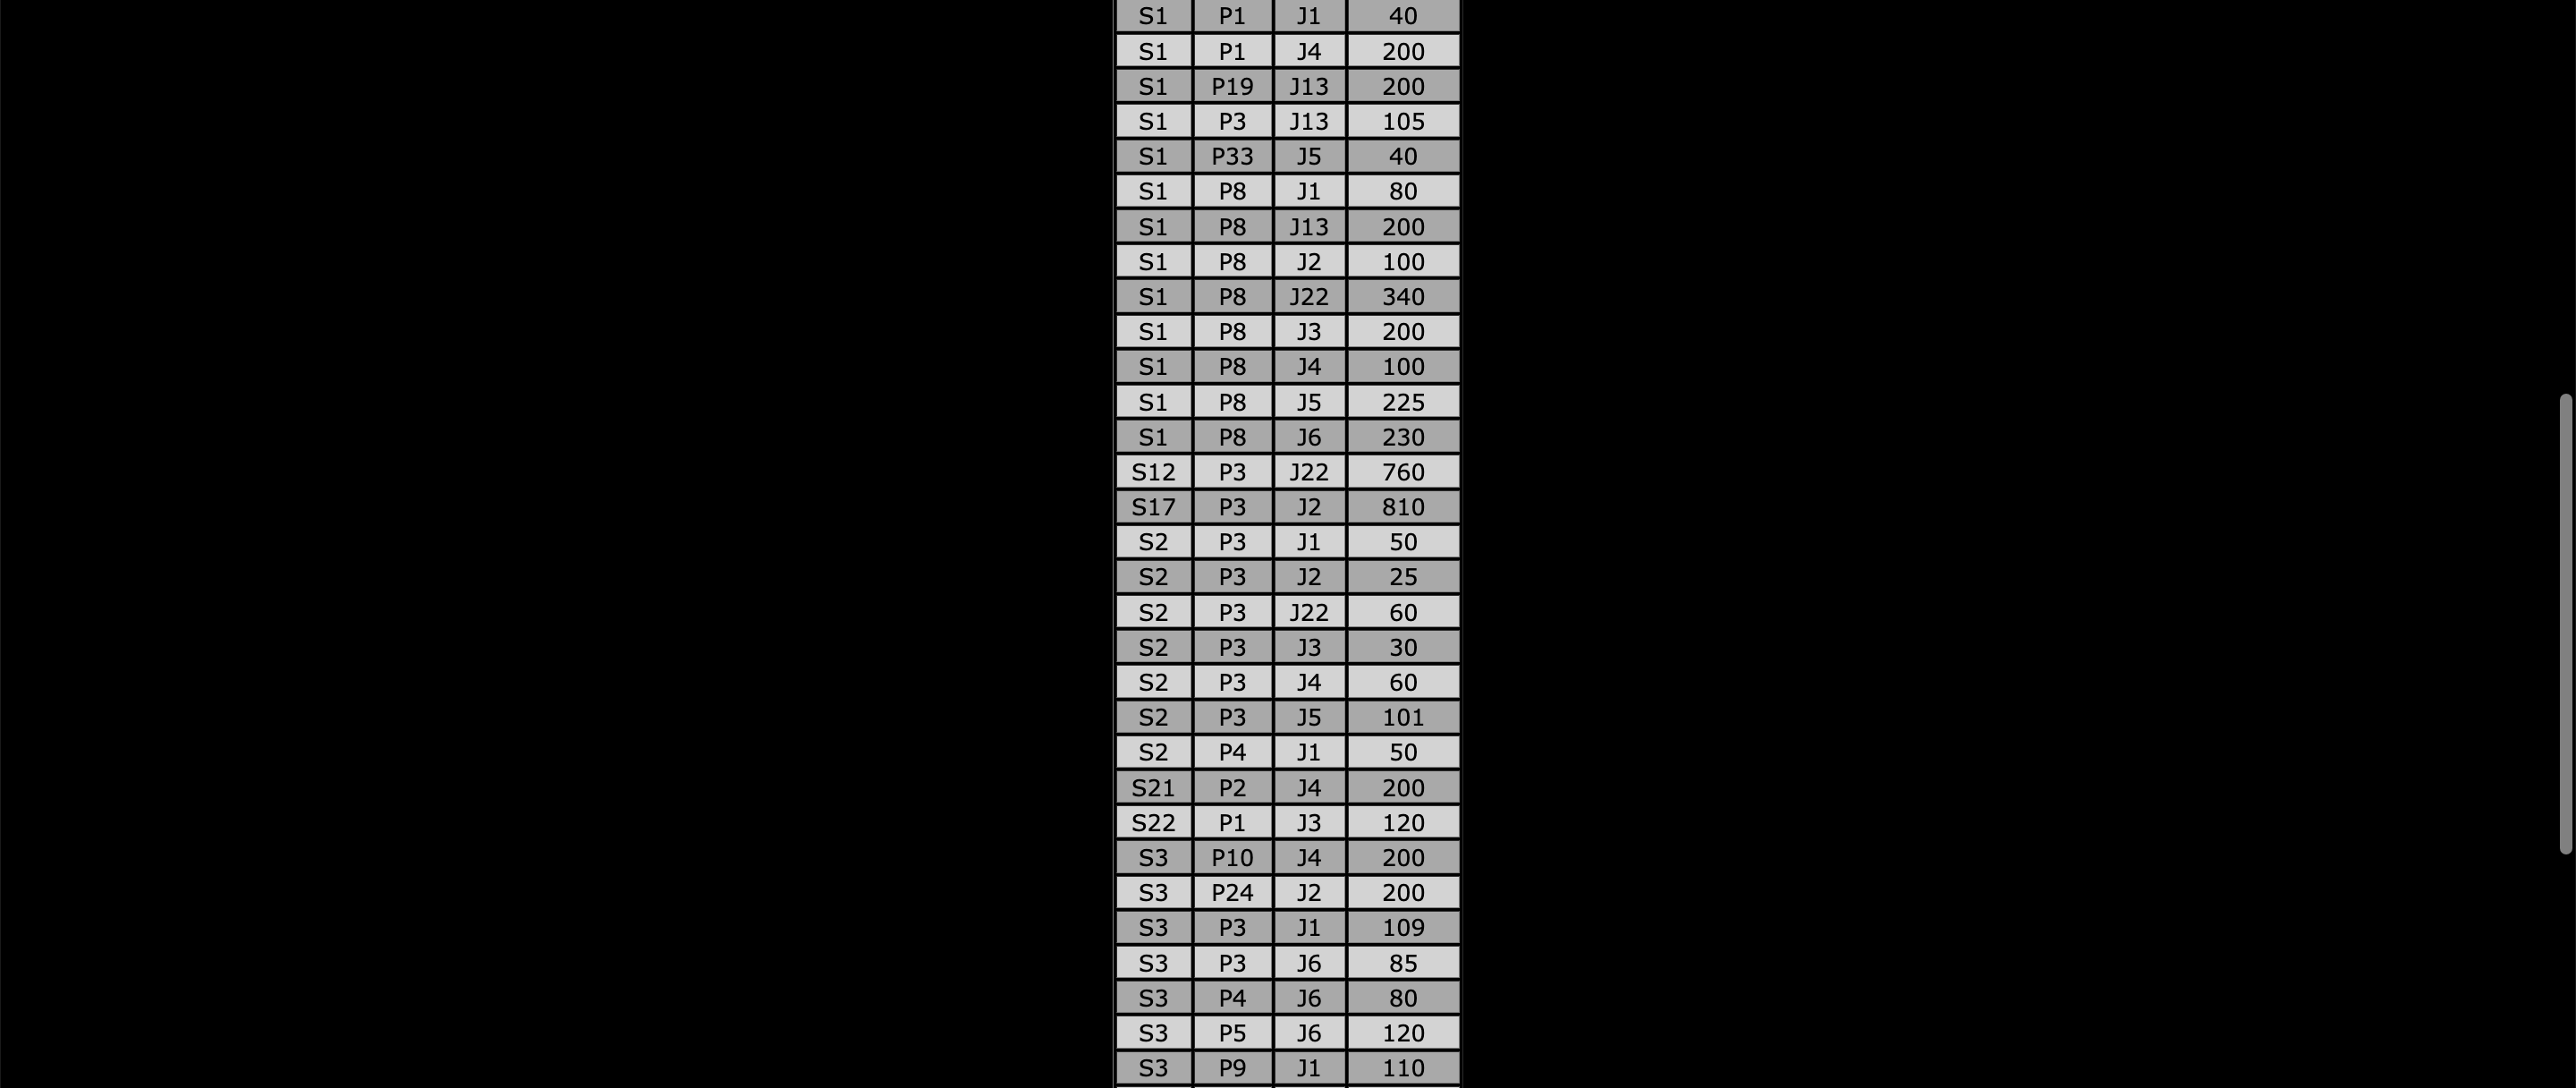 S1 P1 J1 40
S1 P1 J4 200
S1 P19 J13 200
S1 P3 J13 105
S1 P33 J5 40
S1 P8 J1 80
S1 P8 J13 200
S1 P8 J2 100
S1 P8 J22 340
S1 P8 J3 200
S1 P8 J4 100
S1 P8 J5 225
S1 P8 J6 230
S12 P3 J22 760
S17 P3 J2 810
S2 P3 J1 50
S2 P3 J2 25
S2 P3 J22 60
S2 P3 J3 30
S2 P3 J4 60
S2 P3 J5 101
S2 P4 J1 50
S21 P2 J4 200
S22 P1 J3 120
S3 P10 J4 200
S3 P24 J2 200
S3 P3 J1 109
S3 P3 J6 85
S3 P4 J6 80
S3 P5 J6 120
S3 P9 J1 110